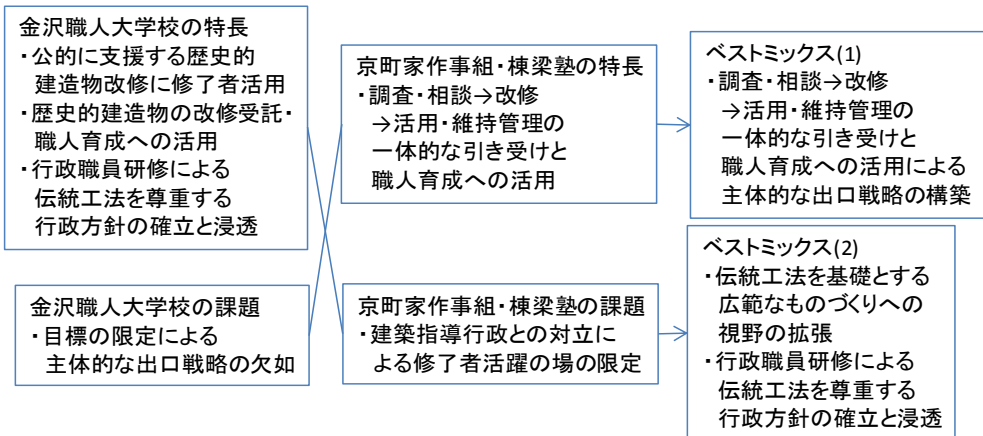 金沢職人大学校の特長
・公的に支援する歴史的
建造物改修に修了者活用
・歴史的建造物の改修受託・
職人育成への活用
・行政職員研修による
伝統工法を尊重する
行政方針の確立と浸透
金沢職人大学校の課題
・目標の限定による
主体的な出口戦略の欠如
京町家作事組・棟梁塾の特長
・調査・相談→改修
→活用・維持管理の
一体的な引き受けと
職人育成への活用
京町家作事組・棟梁塾の課題
・建築指導行政との対立に
よる修了者活躍の場の限定
ベストミックス(1)
・調査・相談→改修
→活用・維持管理の
一体的な引き受けと
職人育成への活用による
主体的な出口戦略の構築
ベストミックス(2)
・伝統工法を基礎とする
広範なものづくりへの
視野の拡張
・行政職員研修による
伝統工法を尊重する
行政方針の確立と浸透